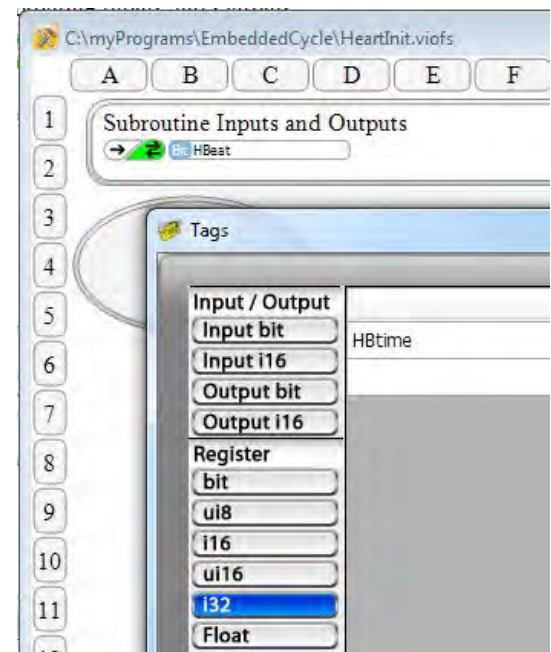 C:\myPrograms\EmbeddedCycle\HeartInit.viofs
A B C D E F
1
Subroutine Inputs and Outputs
Bit HBeat
2
3
Tags
4
Input / Output
5
Input bit
HBtime
6
Input i16
Output bit
7
Output i16
Register
8
bit
9
ui8
i16
10
ui16
11
i32
Float